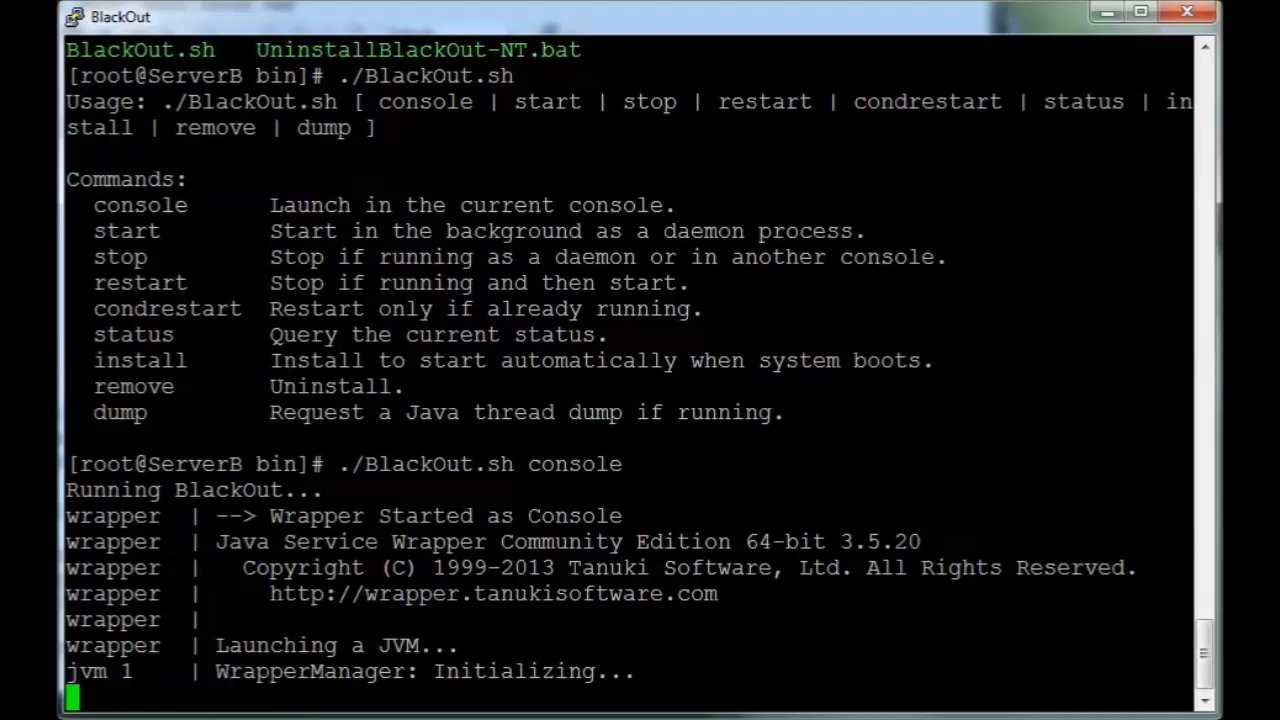 BlackOut
BlackOut.sh   UninstallBlackOut-NT.bat
[root@ServerB bin]# ./BlackOut.sh
Usage: ./BlackOut.sh [ console | start | stop | restart | condrestart | status | in
stall | remove | dump ]
Commands:
  console      Launch in the current console.
  start        Start in the background as a daemon process.
  stop         Stop if running as a daemon or in another console.
  restart      Stop if running and then start.
  condrestart  Restart only if already running.
  status       Query the current status.
  install      Install to start automatically when system boots.
  remove       Uninstall.
  dump         Request a Java thread dump if running.
[root@ServerB bin]# ./BlackOut.sh console
Running BlackOut...
wrapper  | --> Wrapper Started as Console
wrapper  | Java Service Wrapper Community Edition 64-bit 3.5.20
wrapper  |   Copyright (C) 1999-2013 Tanuki Software, Ltd. All Rights Reserved.
wrapper  |     http://wrapper.tanukisoftware.com
wrapper  |
wrapper  | Launching a JVM...
jvm 1    | WrapperManager: Initializing...